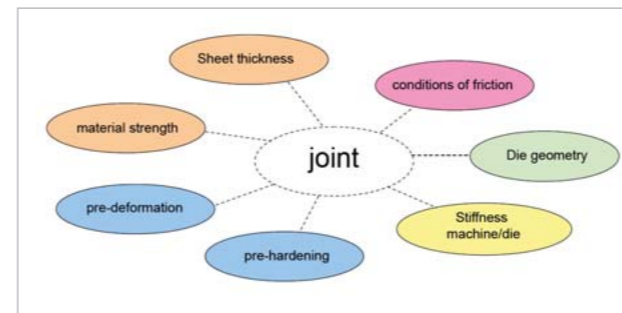 Sheet thickness
conditions of friction
material strength
joint
Die geometry
pre-deformation
Stiffness
machine/die
pre-hardening